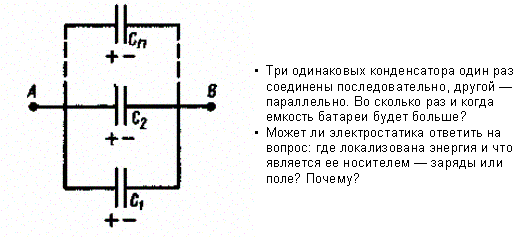 Cn
+ −
A
B
C2
+ −
C1
+ −
• Три одинаковых конденсатора один раз
соединены последовательно, другой —
параллельно. Во сколько раз и когда
емкость батареи будет больше?
• Может ли электростатика ответить на
вопрос: где локализована энергия и что
является ее носителем — заряды или
поле? Почему?